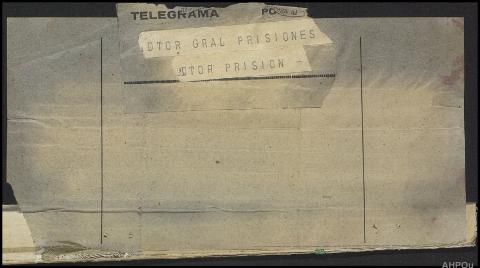 TELEGRAMA
DTOR GRAL PRISIONES
DTOR PRISION -
AHPOu